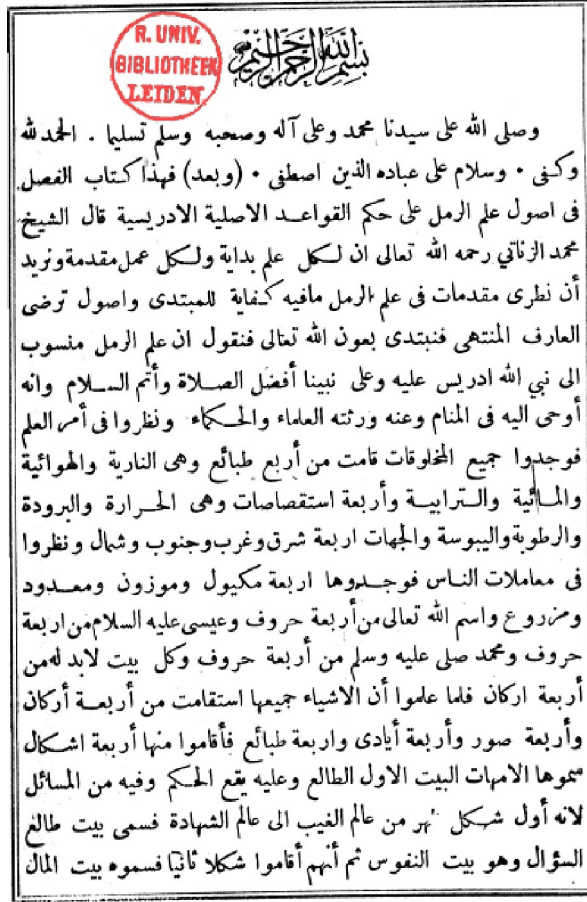 R. UNIV.
BIBLIOTHEEK
LEIDEN
بسم الله الرحمن الرحيم
وصلى الله على سيدنا محمد وعلى آله وصحبه وسلم تسليما . الحمد لله
وكفى • وسلام على عباده الذين اصطفى • (وبعد) فهذا كتاب الفصل
فى اصول علم الرمل على حكم القواعد الاصلية الادريسية قال الشيخ
محمد الزناتي رحمه الله تعالى ان لكل علم بداية ولكل عمل مقدمة ونريد
أن نطرى مقدمات فى علم الرمل مافيه كفاية للمبتدى واصول ترضى
العارف المنتهى فنبتدى بعون الله تعالى فنقول ان علم الرمل منسوب
الى نبي الله ادريس عليه وعلى نبينا أفضل الصلاة وأتم السلام وانه
أوحى اليه فى المنام وعنه ورثته العلماء والحكماء ونظروا فى أمر العلم
فوجدوا جميع المخلوقات قامت من أربع طبائع وهى النارية والهوائية
والمائية والترابية وأربعة استقصاصات وهى الحرارة والبرودة
والرطوبة واليبوسة والجهات اربعة شرق وغرب وجنوب وشمال ونظروا
فى معاملات الناس فوجدوها اربعة مكيول وموزون ومعدود
ومزروع واسم الله تعالى من أربعة حروف وعيسى عليه السلام من اربعة
حروف ومحمد صلى عليه وسلم من أربعة حروف وكل بيت لابد له من
أربعة اركان فلما علموا أن الاشياء جميعها استقامت من أربعة أركان
وأربعة صور وأربعة أيادى واربعة طبائع فأقاموا منها أربعة اشكال
سموها الامهات البيت الاول الطالع وعليه يقع الحكم وفيه من المسائل
لانه أول شكل من عالم الغيب الى عالم الشهادة فسمى بيت طالع
السؤال وهو بيت النفوس ثم أنهم أقاموا شكلا ثانيا فسموه بيت المال